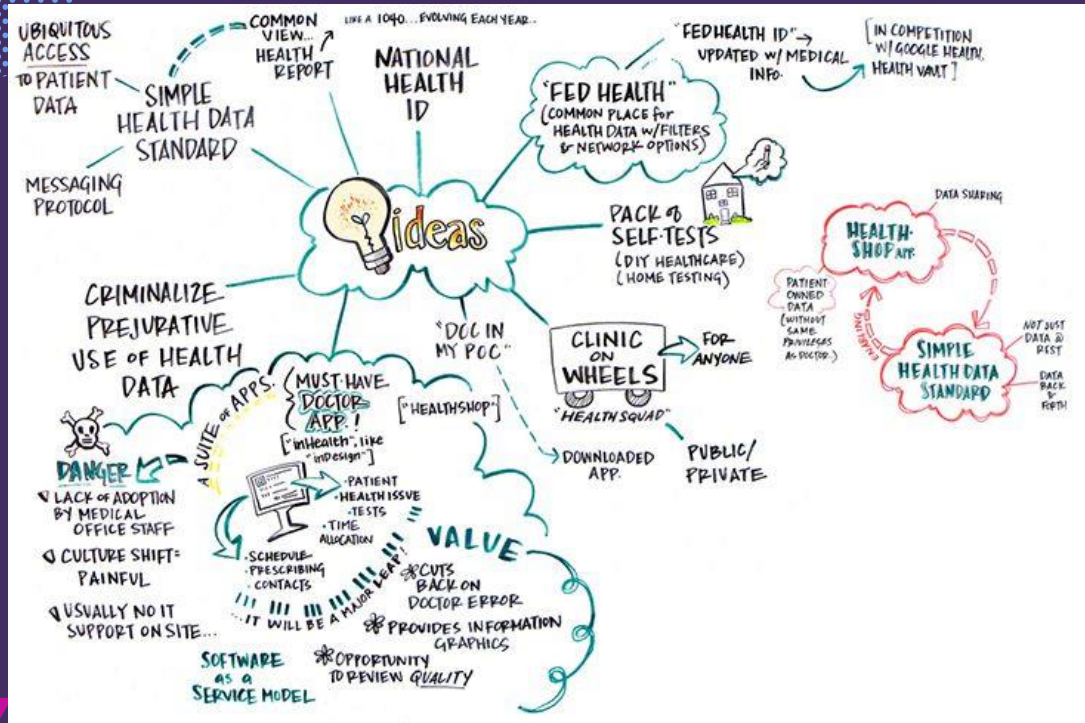 UBIQUITOUS
ACCESS
TO PATIENT
DATA
SIMPLE
HEALTH DATA
STANDARD
MESSAGING
PROTOCOL
COMMON
VIEW...
HEALTH
REPORT
LIKE A 1040...EVOLVING EACH YEAR..
NATIONAL
HEALTH
ID
"FED HEALTH"
(COMMON PLACE for
HEALTH DATA W/FILTERS
& NETWORK OPTIONS)
"FEDHEALTH ID"→
UPDATED W/ MEDICAL
INFO.
[IN COMPETITION
W/ GOOGLE HEALTH,
HEALTH VAULT]
ideas
PACK of
SELF-TESTS
(DIY HEALTHCARE)
(HOME TESTING)
CLINIC
ON
WHEELS
"HEALTH SQUAD"
FOR
ANYONE
PUBLIC/
PRIVATE
"DOC IN
MY POC"
DOWNLOADED
APP.
CRIMINALIZE
PREJURATIVE
USE OF HEALTH
DATA
A SUITE of APPS.
MUST-HAVE
DOCTOR
APP.!
["inHealth", like
"inDesign"]
["HEALTHSHOP"]
•PATIENT
•HEALTH ISSUE
•TESTS
•TIME
ALLOCATION
•SCHEDULE
•PRESCRIBING
•CONTACTS
...IT WILL BE A MAJOR LEAP!
DANGER
LACK of ADOPTION
BY MEDICAL
OFFICE STAFF
CULTURE SHIFT=
PAINFUL
USUALLY NO IT
SUPPORT ON SITE...
SOFTWARE
as a
SERVICE MODEL
VALUE
CUTS
BACK ON
DOCTOR ERROR
PROVIDES INFORMATION
GRAPHICS
OPPORTUNITY
TO REVIEW QUALITY
DATA SHARING
HEALTH-
SHOP APP.
PATIENT
OWNED
DATA
(WITHOUT
SAME
PRIVILEGES
AS DOCTOR.)
ENABLING
SIMPLE
HEALTH DATA
STANDARD
NOT JUST
DATA @
REST
DATA
BACK
&
FORTH